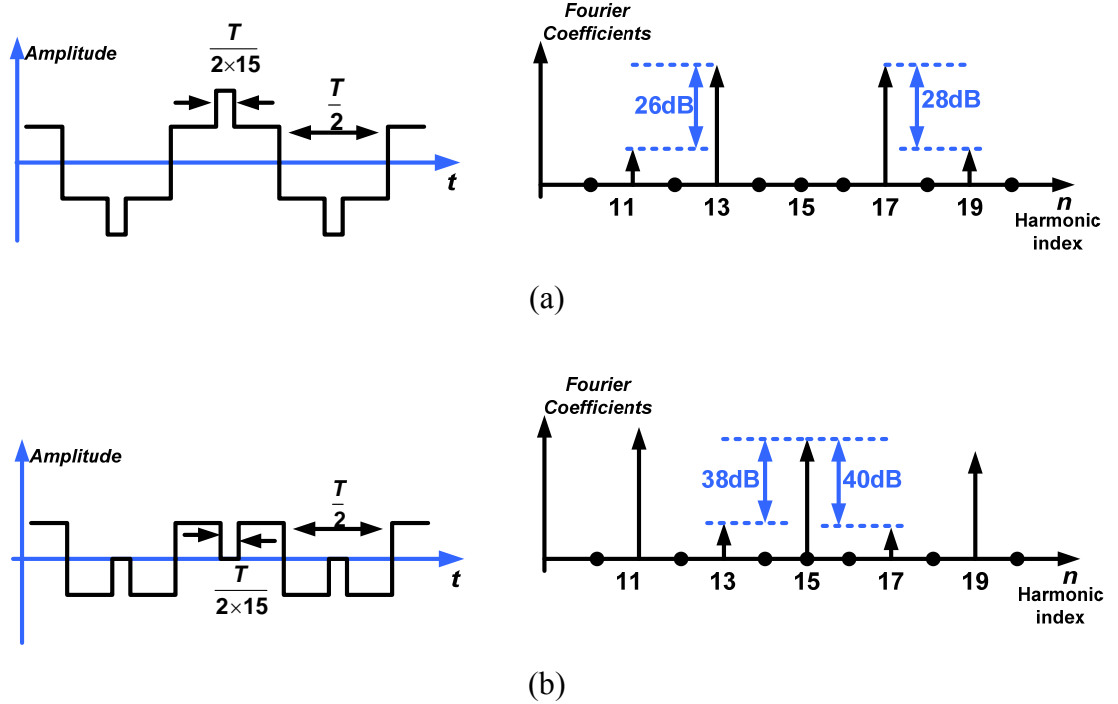 Amplitude
T
2×15
T
2
t
Fourier
Coefficients
26dB
28dB
11
13
15
17
19
n
Harmonic
index
(a)
Amplitude
T
2
T
2×15
t
Fourier
Coefficients
38dB
40dB
11
13
15
17
19
n
Harmonic
index
(b)